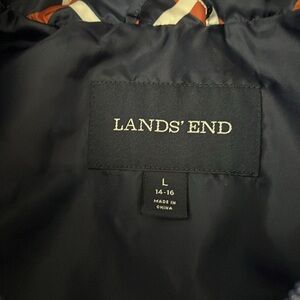 LANDS' END
L
14-16
MADE IN
CHINA